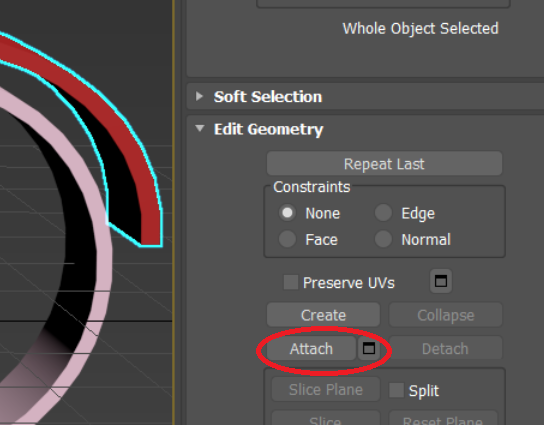 Whole Object Selected
Soft Selection
Edit Geometry
Repeat Last
Constraints
None Edge
Face Normal
Preserve UVs
Create Collapse
Attach Detach
Slice Plane Split
Slice Reset Plane